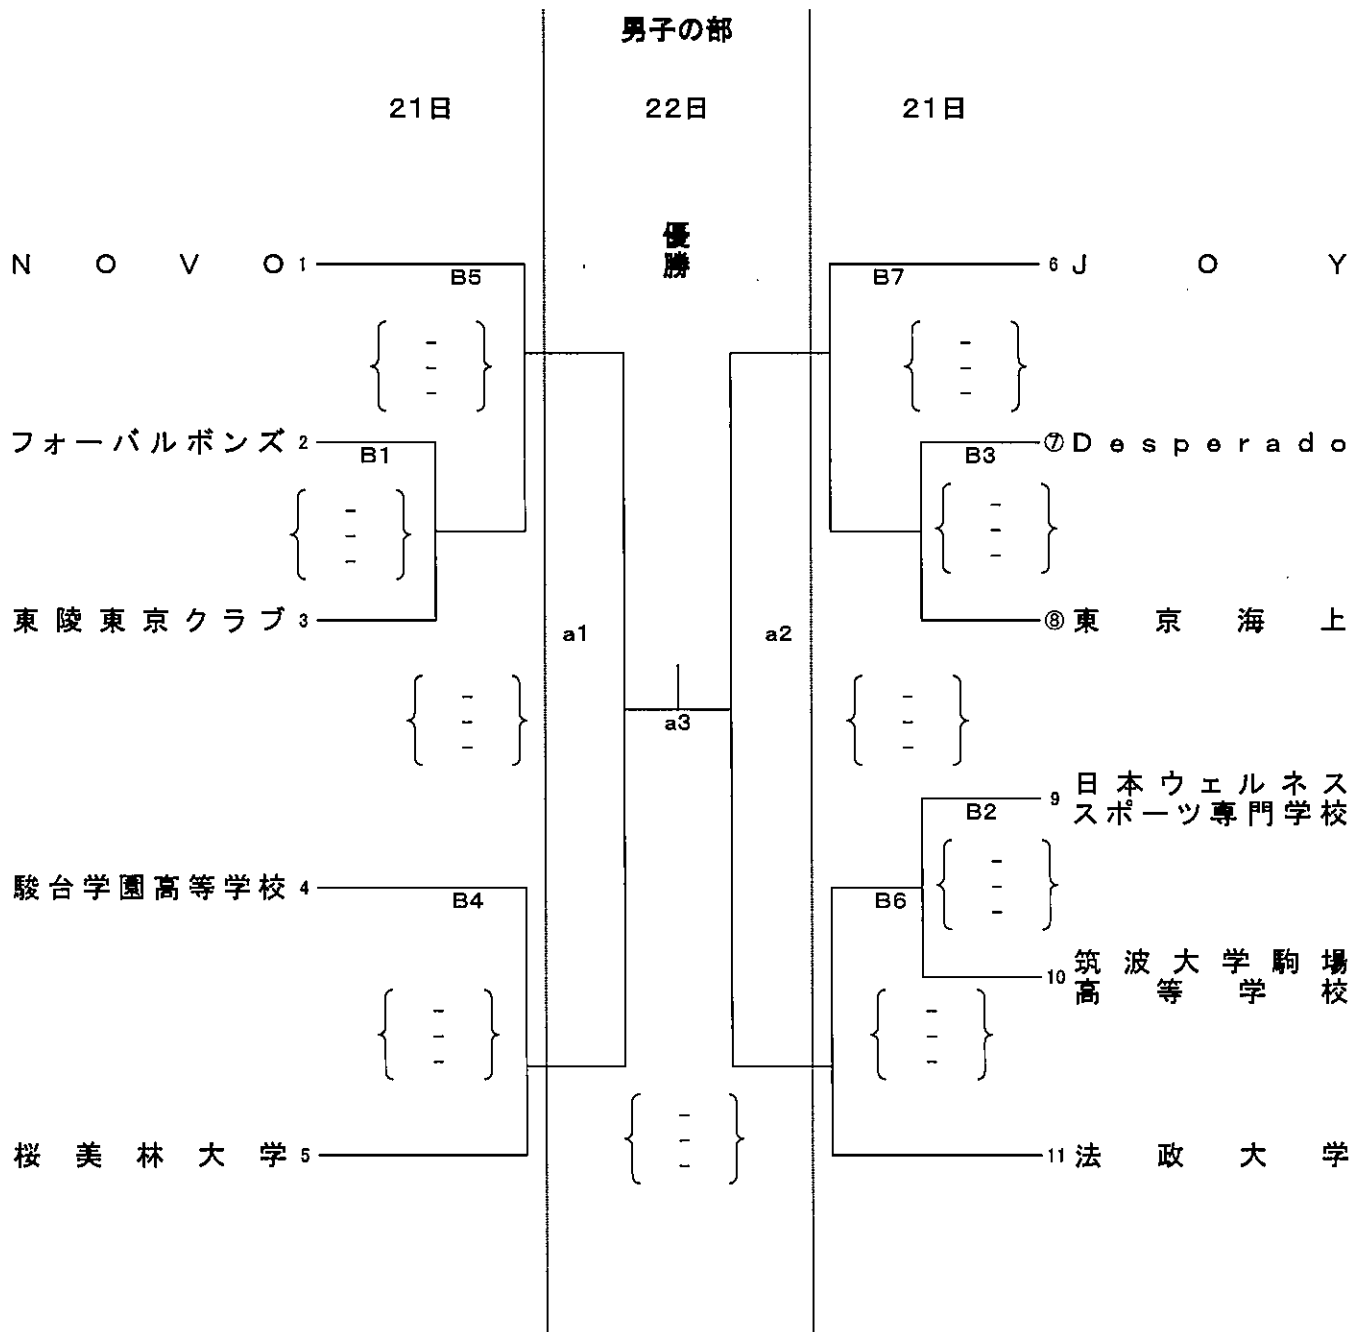 男子の部
21日 22日 21日
優勝
NOVO 1 B5 B7 6 JOY
- -
- -
- -
フォーバルボンズ 2 B1 B3 ⑦ Desperado
- -
- -
- -
東陵東京クラブ 3 a1 a2 ⑧ 東京海上
- -
- a3 -
- -
9 日本ウェルネス
B2 スポーツ専門学校
駿台学園高等学校 4 B4 B6
-
-
-
10 筑波大学駒場
高等学校
- -
- -
- -
桜美林大学 5 11 法政大学
-
-
-